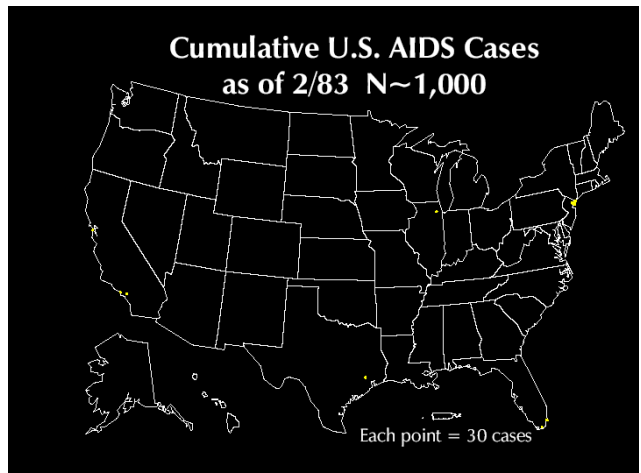 Cumulative U.S. AIDS Cases
as of 2/83 N~1,000
Each point = 30 cases